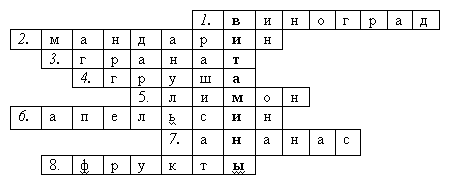 1. виноград
2. мандарин
3. гранат
4. груша
5. лимон
6. апельсин
7. ананас
8. фрукты